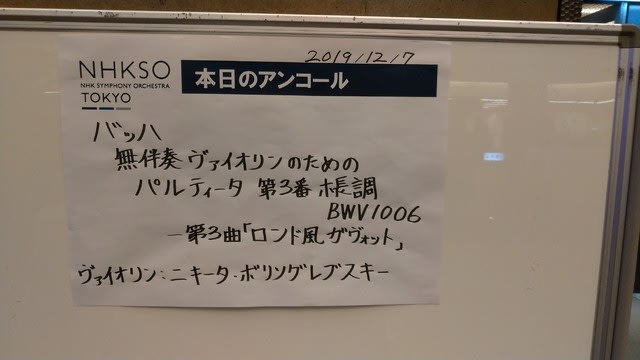 2019/12/7
NHKSO
NHK SYMPHONY ORCHESTRA
TOKYO
本日のアンコール
バッハ
無伴奏ヴァイオリンのための
パルティータ 第3番 ホ長調
BWV1006
―第3曲「ロンド風ガヴォット」
ヴァイオリン:ニキータ・ボリソグレブスキー